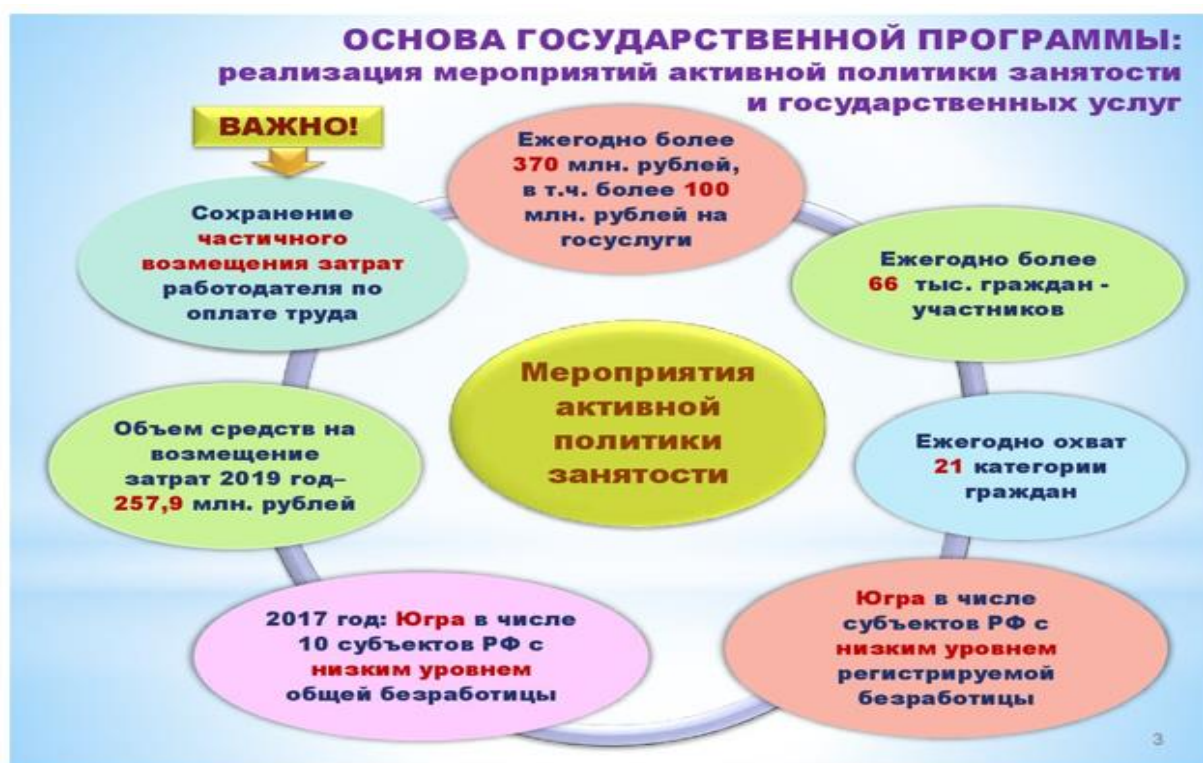 ОСНОВА ГОСУДАРСТВЕННОЙ ПРОГРАММЫ:
реализация мероприятий активной политики занятости
и государственных услуг
ВАЖНО!
Сохранение
частичного
возмещения затрат
работодателя по
оплате труда
Ежегодно более
370 млн. рублей,
в т.ч. более 100
млн. рублей на
госуслуги
Ежегодно более
66 тыс. граждан -
участников
Ежегодно охват
21 категории
граждан
Югра в числе
субъектов РФ с
низким уровнем
регистрируемой
безработицы
2017 год: Югра в числе
10 субъектов РФ с
низким уровнем
общей безработицы
Объем средств на
возмещение
затрат 2019 год–
257,9 млн. рублей
Мероприятия
активной
политики
занятости
3